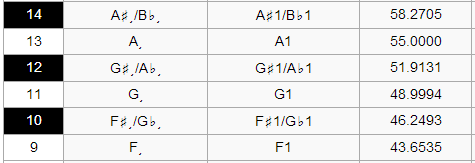 14 A♯͵/B♭͵ A♯1/B♭1 58.2705
13 A͵ A1 55.0000
12 G♯͵/A♭͵ G♯1/A♭1 51.9131
11 G͵ G1 48.9994
10 F♯͵/G♭͵ F♯1/G♭1 46.2493
9 F͵ F1 43.6535